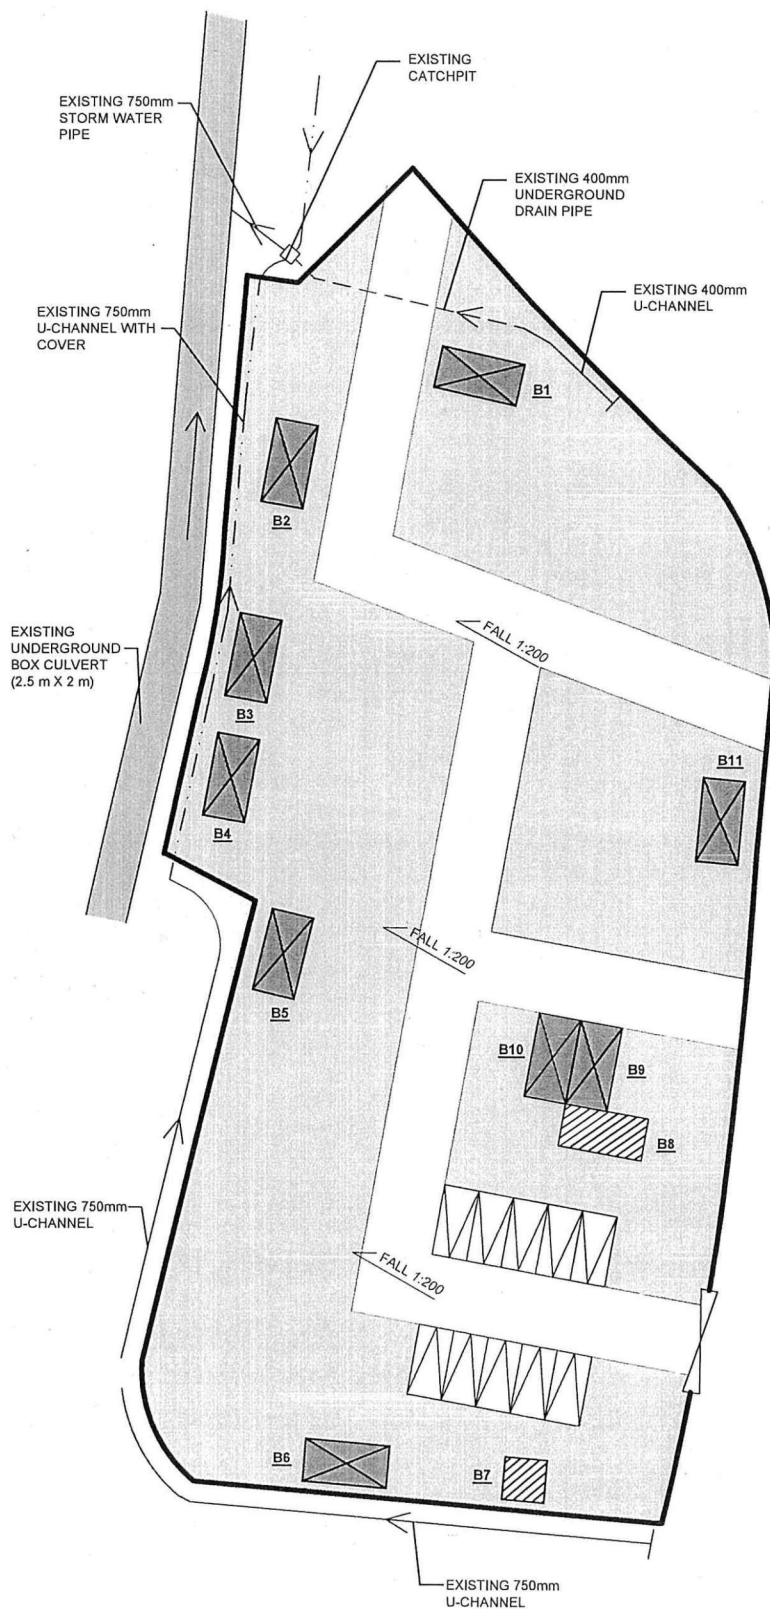 EXISTING
CATCHPIT
EXISTING 750mm
STORM WATER
PIPE
EXISTING 400mm
UNDERGROUND
DRAIN PIPE
EXISTING 400mm
U-CHANNEL
EXISTING 750mm
U-CHANNEL WITH
COVER
B1
B2
EXISTING
UNDERGROUND
BOX CULVERT
(2.5 m X 2 m)
FALL 1:200
B3
B11
B4
FALL 1:200
B5
B10
B9
B8
EXISTING 750mm
U-CHANNEL
FALL 1:200
B6
B7
EXISTING 750mm
U-CHANNEL